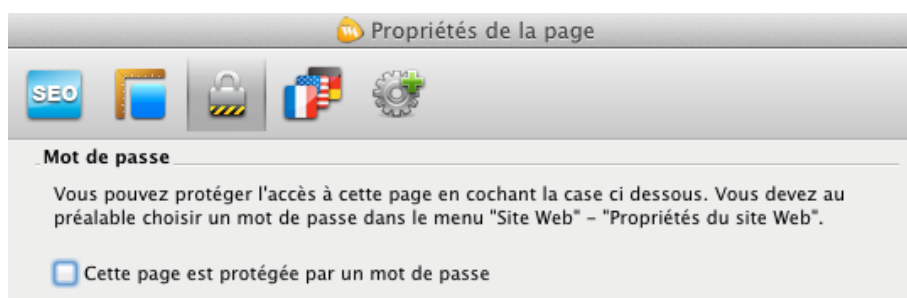 Propriétés de la page
SEO
Mot de passe
Vous pouvez protéger l'accès à cette page en cochant la case ci dessous. Vous devez au
préalable choisir un mot de passe dans le menu "Site Web" – "Propriétés du site Web".
Cette page est protégée par un mot de passe